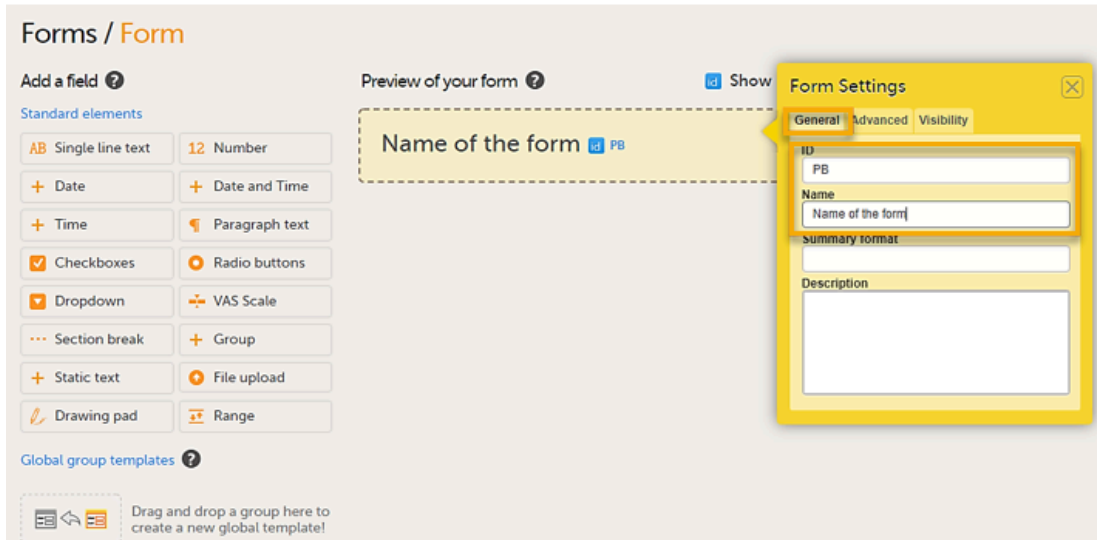 Forms / Form
Add a field ?
Standard elements
AB Single line text
12 Number
Date
Date and Time
Time
Paragraph text
Checkboxes
Radio buttons
Dropdown
VAS Scale
Section break
Group
Static text
File upload
Drawing pad
Range
Global group templates ?
Drag and drop a group here to
create a new global template!
Preview of your form ?
id Show
Name of the form id PB
Form Settings
General Advanced Visibility
ID
PB
Name
Name of the form
Summary format
Description